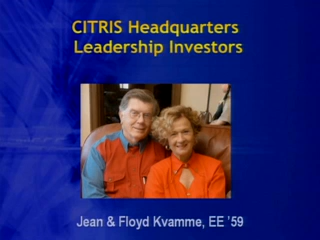 CITRIS Headquarters
Leadership Investors
Jean & Floyd Kvamme, EE '59